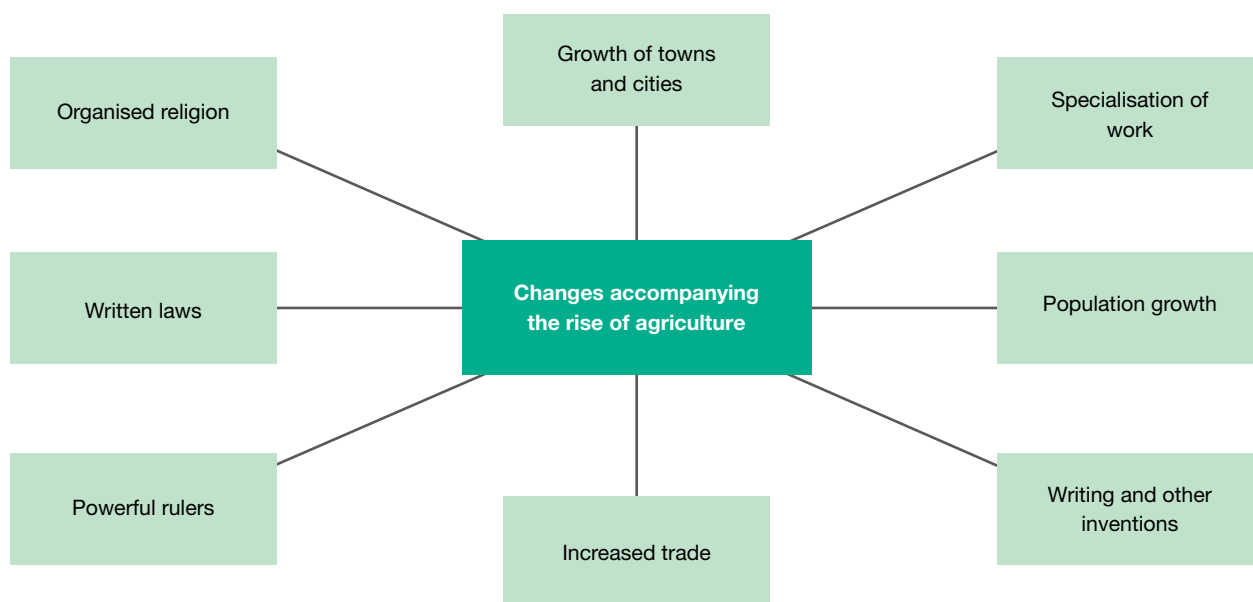 Growth of towns
and cities
Organised religion
Specialisation of
work
Changes accompanying
the rise of agriculture
Written laws
Population growth
Powerful rulers
Writing and other
inventions
Increased trade